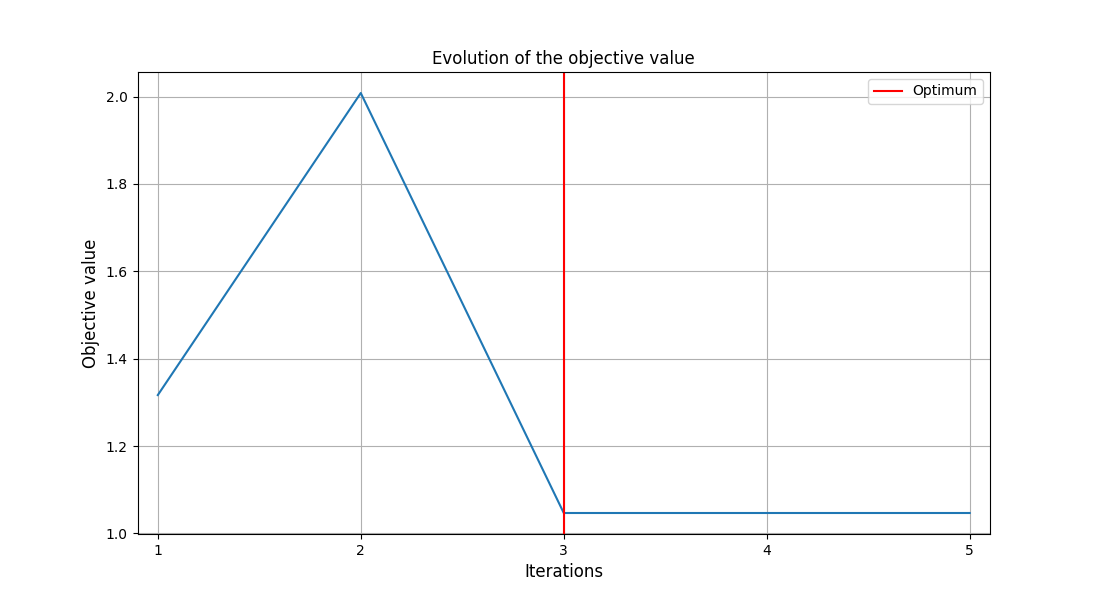 Evolution of the objective value
Optimum
Objective value
2.0
1.8
1.6
1.4
1.2
1.0
1 2 3 4 5
Iterations